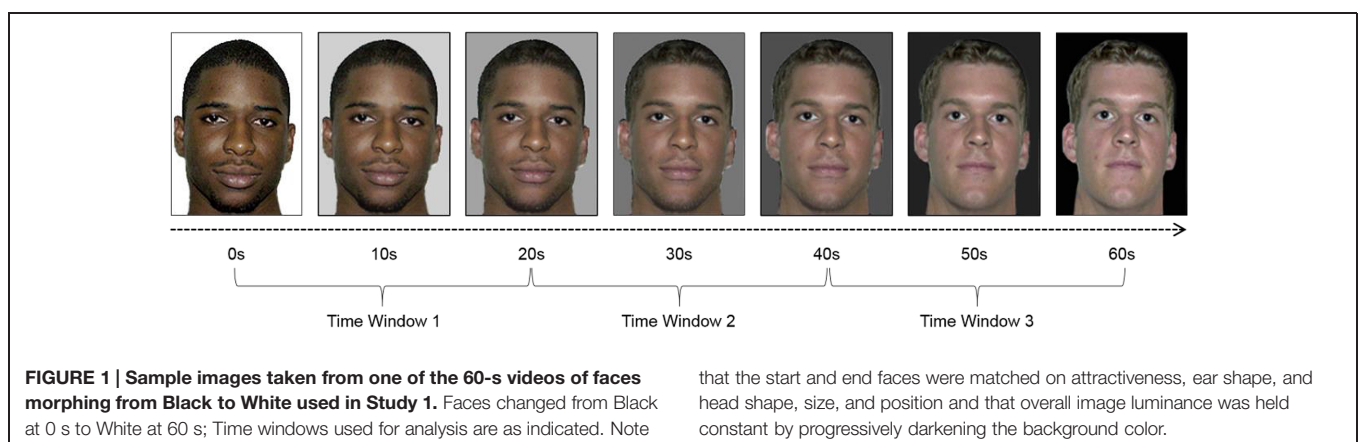 0s 10s 20s 30s 40s 50s 60s
Time Window 1 Time Window 2 Time Window 3
FIGURE 1 | Sample images taken from one of the 60-s videos of faces
morphing from Black to White used in Study 1. Faces changed from Black
at 0 s to White at 60 s; Time windows used for analysis are as indicated. Note
that the start and end faces were matched on attractiveness, ear shape, and
head shape, size, and position and that overall image luminance was held
constant by progressively darkening the background color.